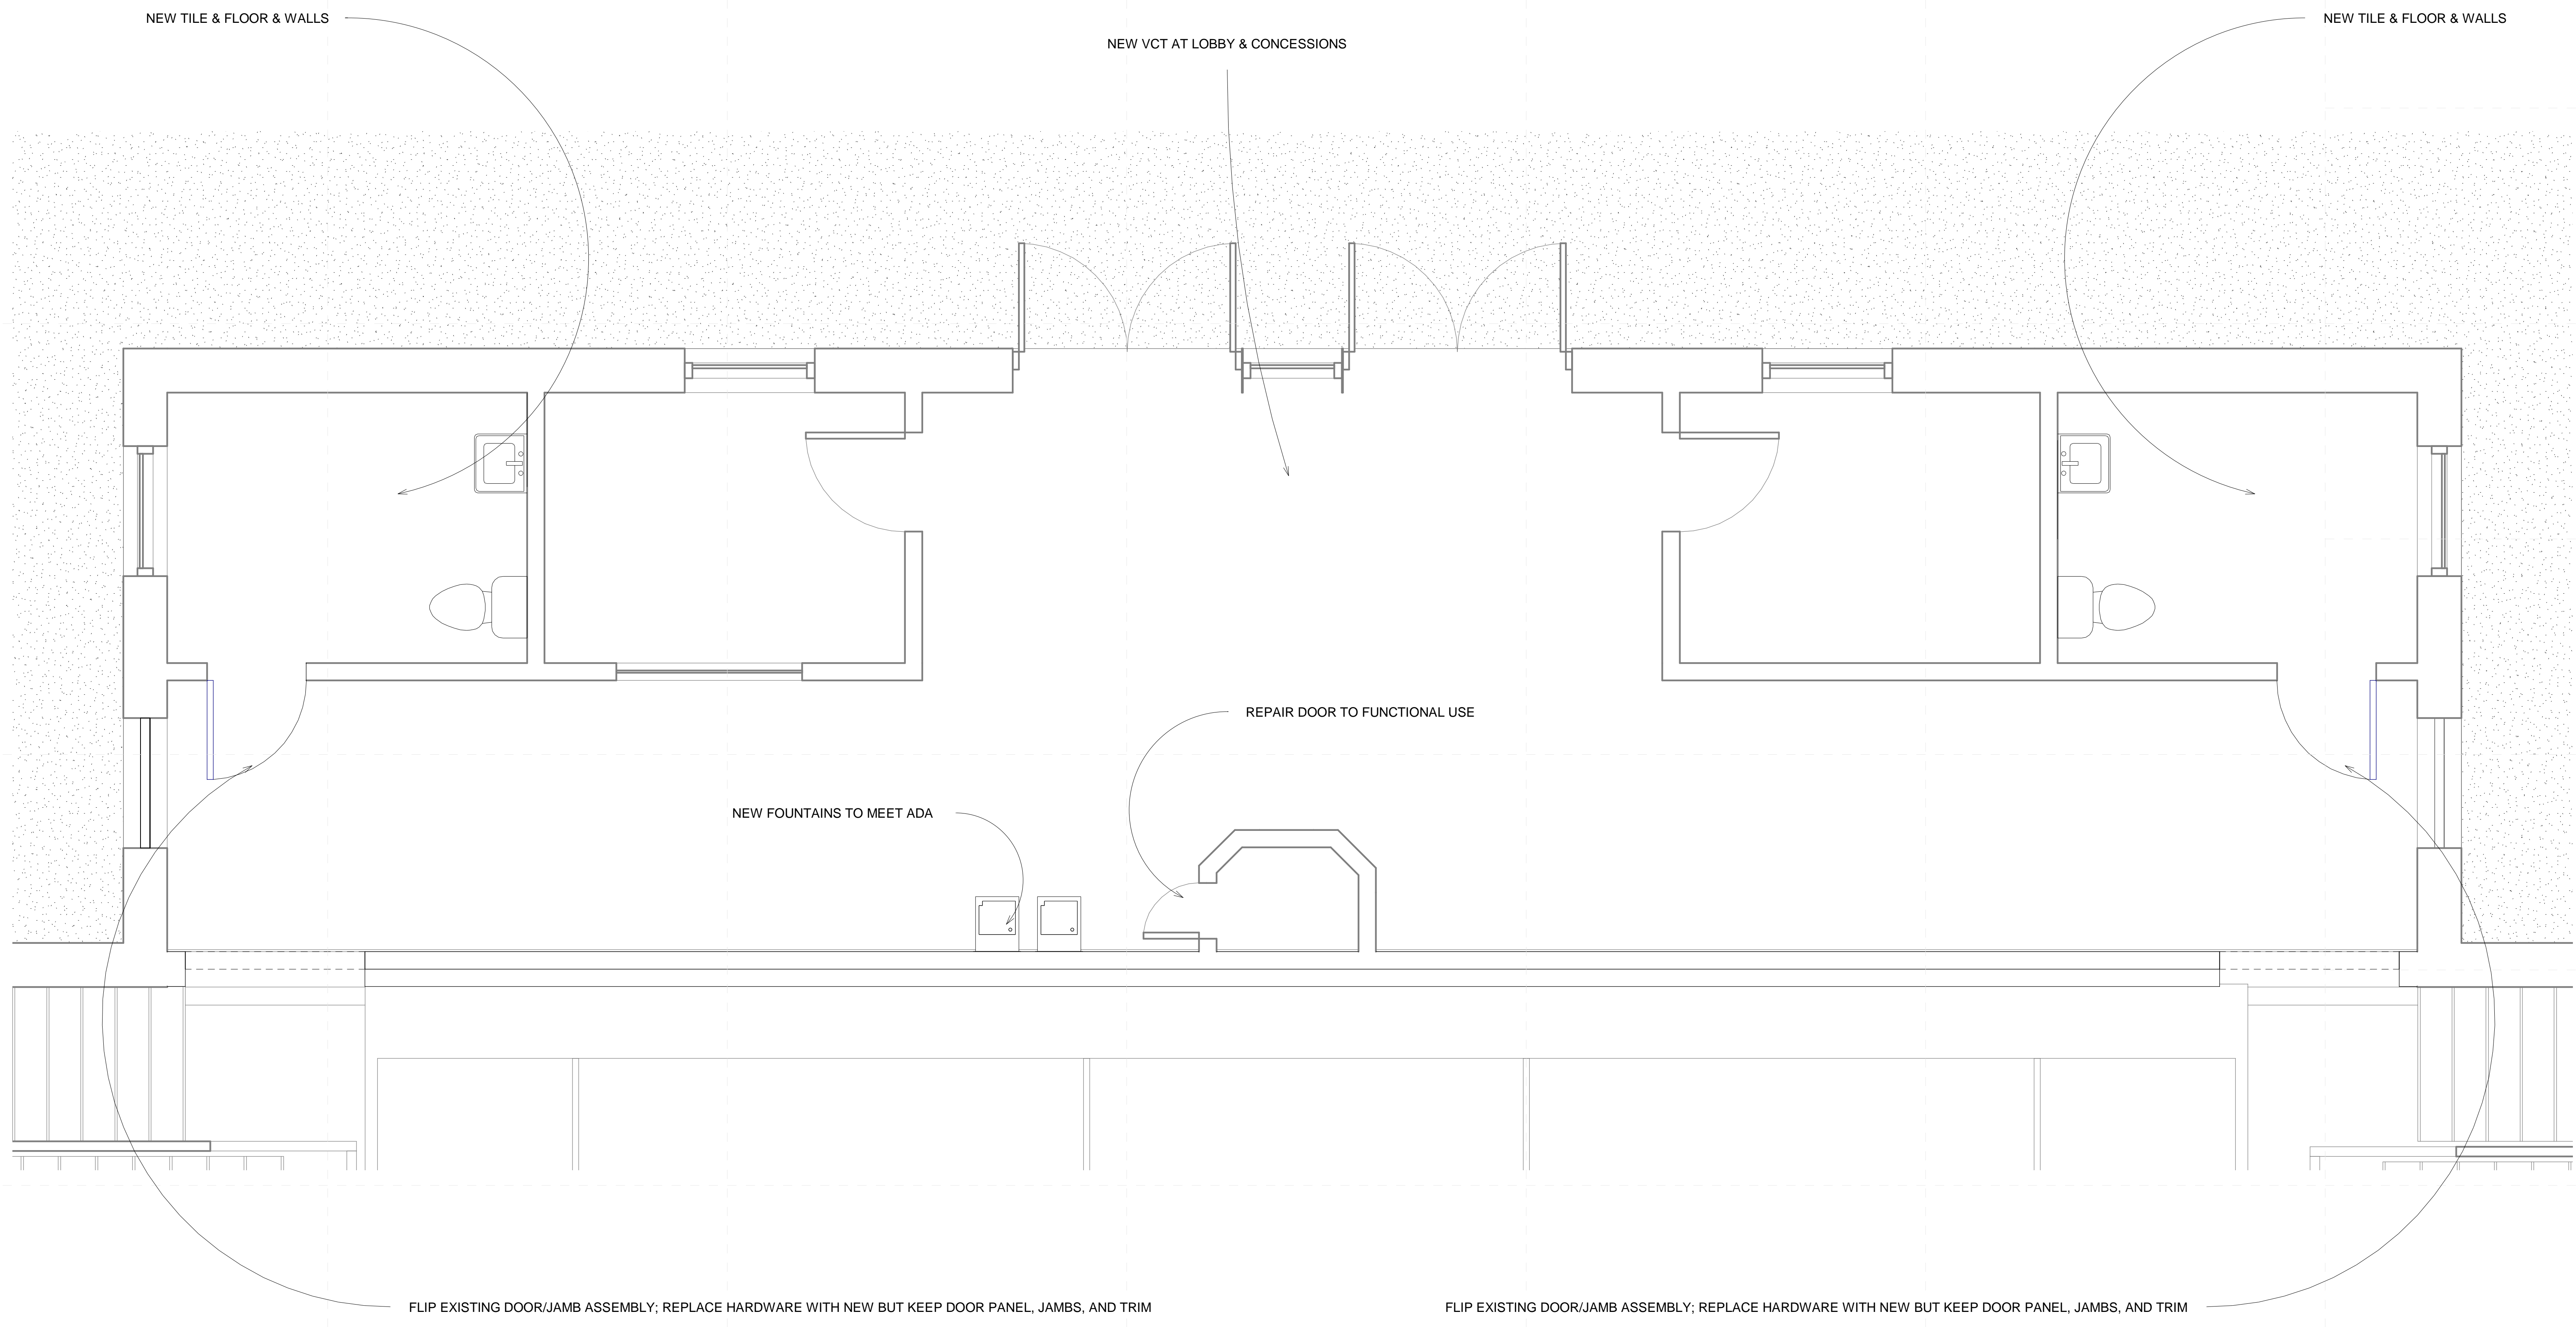 NEW TILE & FLOOR & WALLS
NEW TILE & FLOOR & WALLS
NEW VCT AT LOBBY & CONCESSIONS
REPAIR DOOR TO FUNCTIONAL USE
NEW FOUNTAINS TO MEET ADA
FLIP EXISTING DOOR/JAMB ASSEMBLY; REPLACE HARDWARE WITH NEW BUT KEEP DOOR PANEL, JAMBS, AND TRIM
FLIP EXISTING DOOR/JAMB ASSEMBLY; REPLACE HARDWARE WITH NEW BUT KEEP DOOR PANEL, JAMBS, AND TRIM